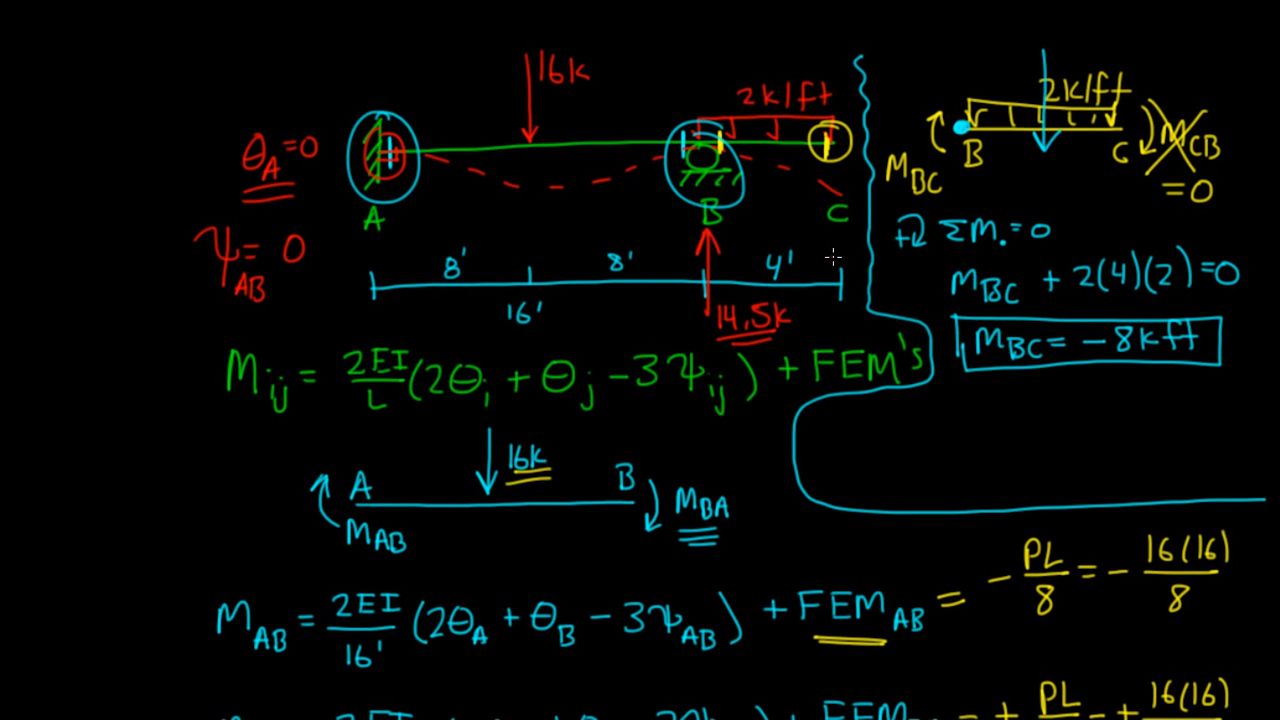 16k
2k/ft
θA = 0
A
B
C
ψAB = 0
8'
8'
4'
16'
14.5k
2k/ft
MBC
B
C
MCB
= 0
+ ΣM. = 0
MBC + 2(4)(2) = 0
MBC = -8kft
Mij = 2EI/L (2θi + θj - 3ψij) + FEM's
16k
A
B
MAB
MBA
MAB = 2EI/16' (2θA + θB - 3ψAB) + FEMAB = - PL/8 = - 16(16)/8